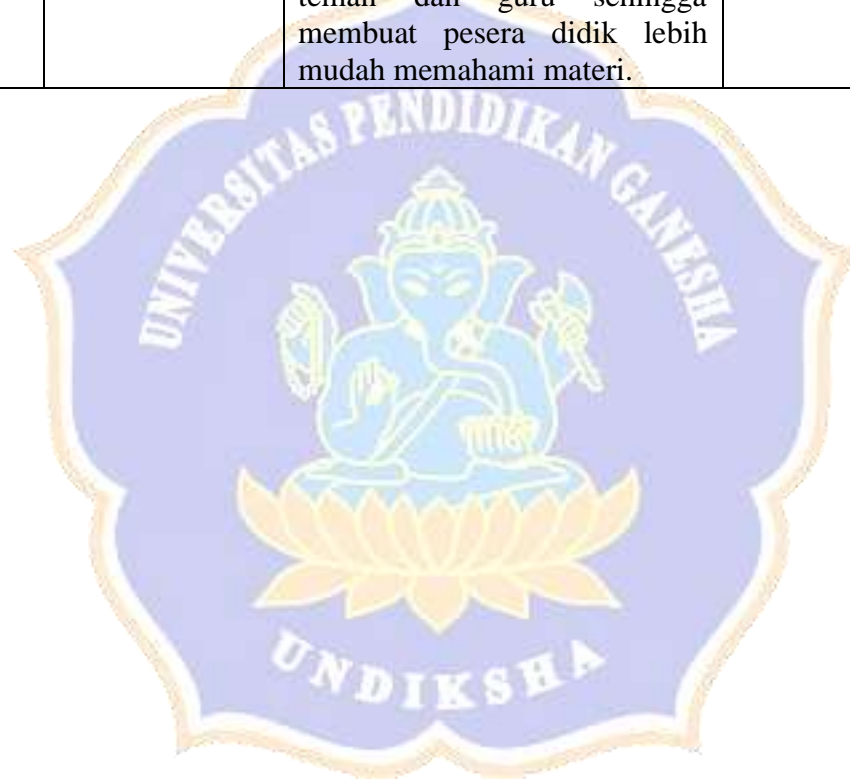 teman dan guru sehingga
membuat pesera didik lebih
mudah memahami materi.
UNIVERSITAS PENDIDIKAN GANESHA
UNDIKSHA